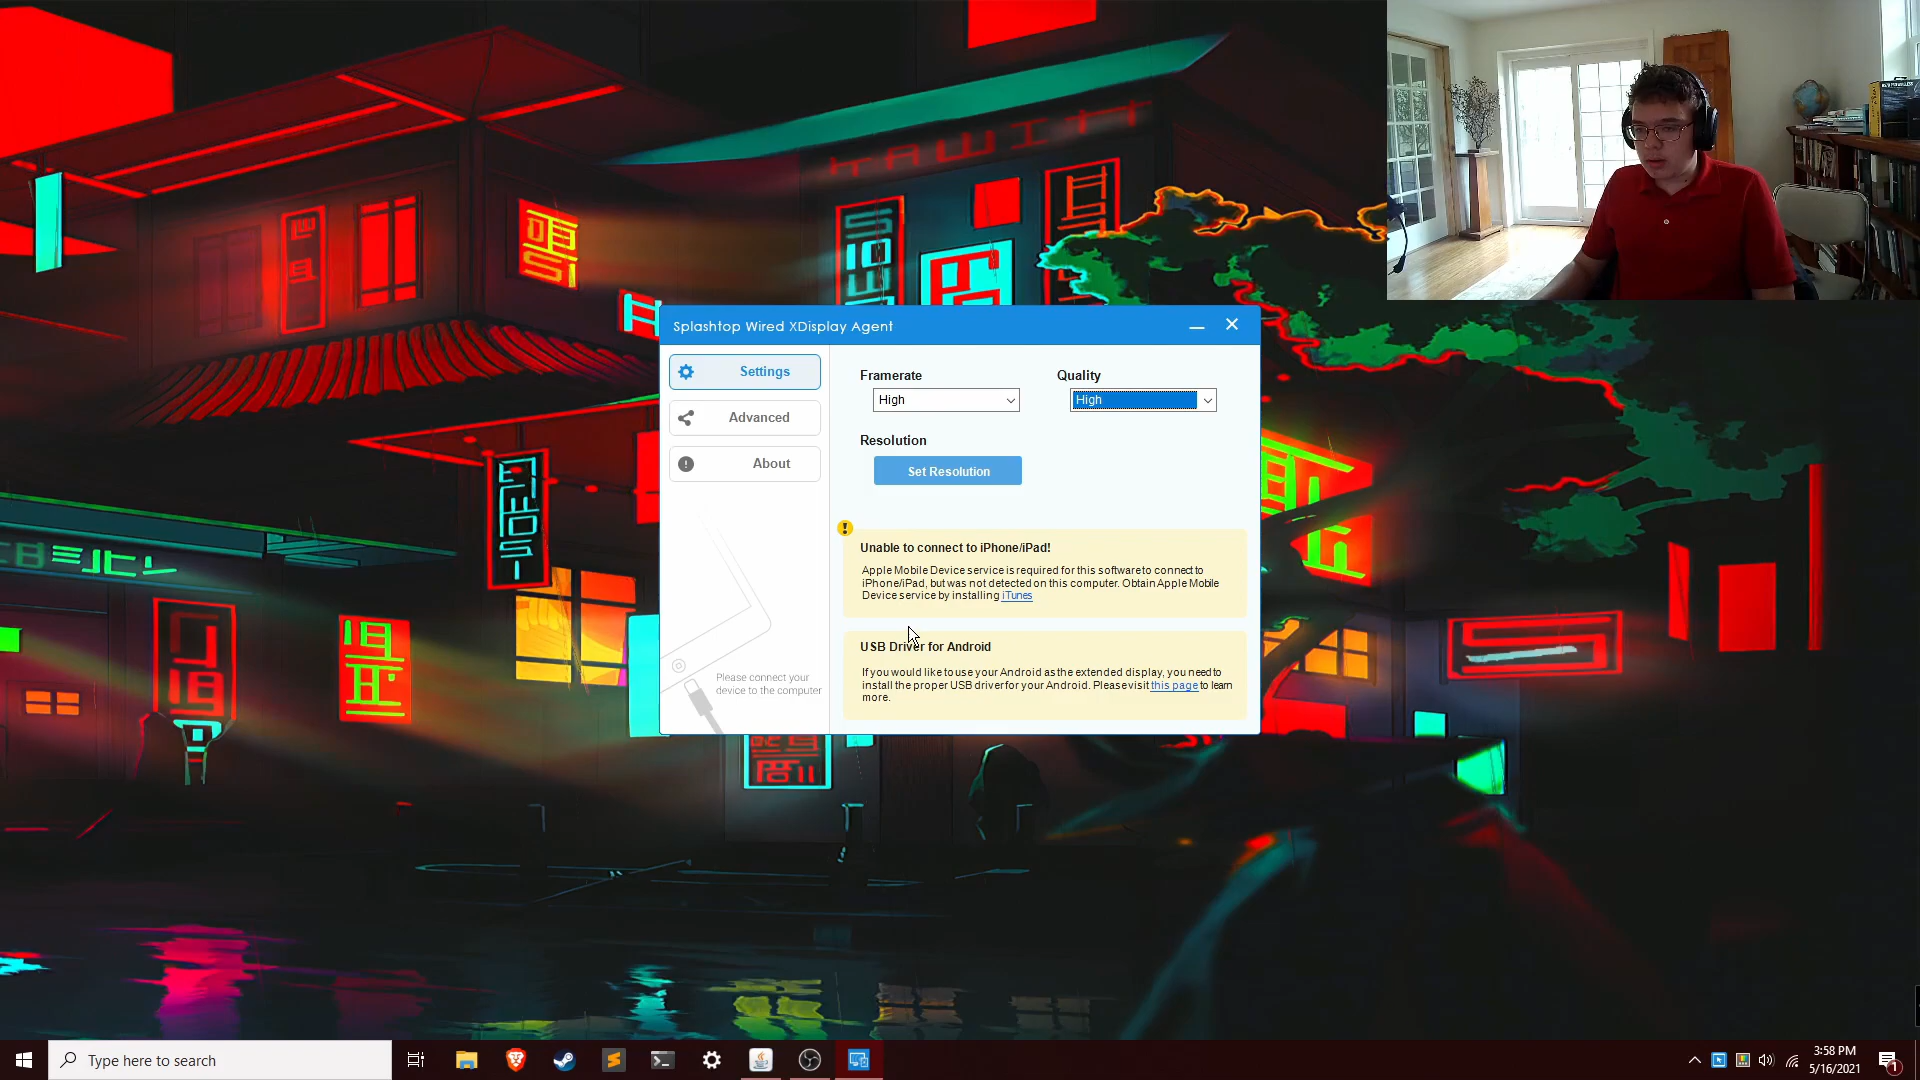 Splashtop Wired XDisplay Agent
Settings
Advanced
About
Please connect your
device to the computer
Framerate
High
Quality
High
Resolution
Set Resolution
Unable to connect to iPhone/iPad!
Apple Mobile Device service is required for this software to connect to
iPhone/iPad, but was not detected on this computer. Obtain Apple Mobile
Device service by installing iTunes
USB Driver for Android
If you would like to use your Android as the extended display, you need to
install the proper USB driver for your Android. Please visit this page to learn
more.
Type here to search
3:58 PM
5/16/2021
1